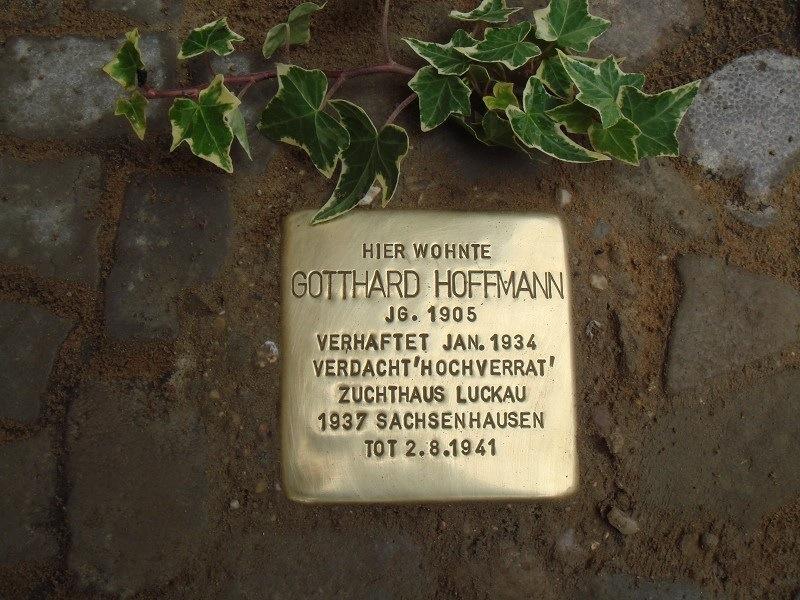 HIER WOHNTE
GOTTHARD HOFFMANN
JG. 1905
VERHAFTET JAN. 1934
VERDACHT 'HOCHVERRAT'
ZUCHTHAUS LUCKAU
1937 SACHSENHAUSEN
TOT 2.8.1941